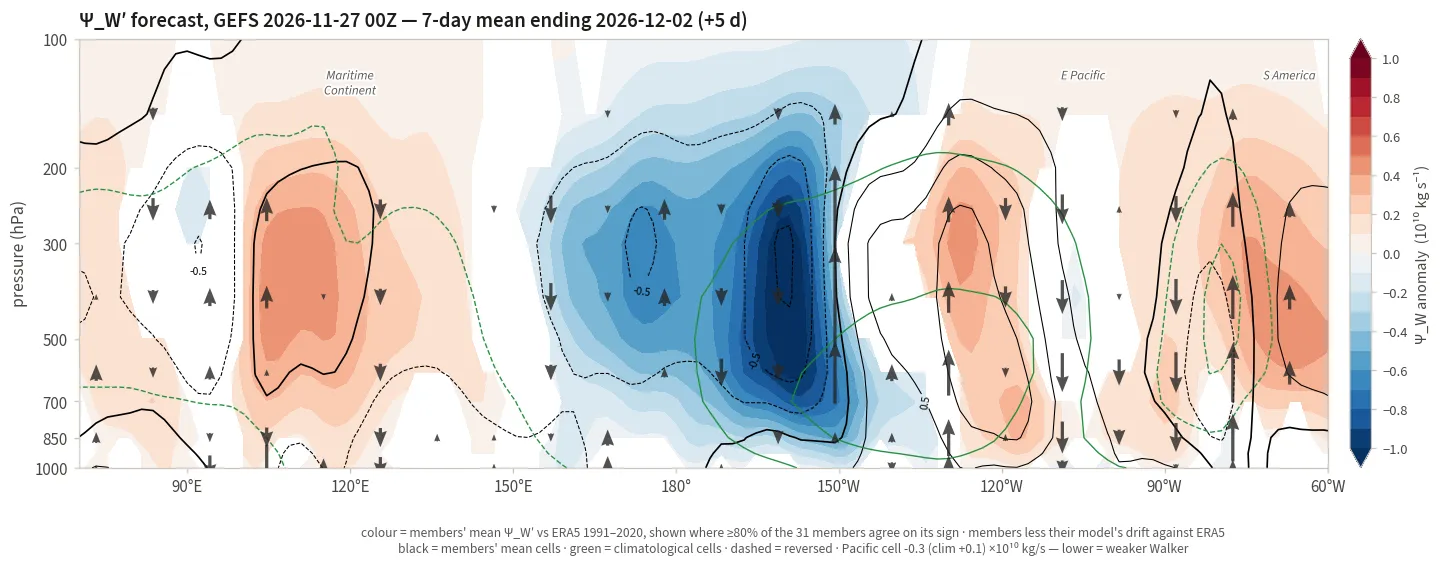 Ψ_W′ forecast, GEFS 2026-11-27 00Z — 7-day mean ending 2026-12-02 (+5 d)
100
200
300
500
700
850
1000
pressure (hPa)
Maritime
Continent
E Pacific
S America
-0.5
-0.5
-0.5
0.5
90°E
120°E
150°E
180°
150°W
120°W
90°W
60°W
1.0
0.8
0.6
0.4
0.2
0.0
−0.2
−0.4
−0.6
−0.8
−1.0
Ψ_W anomaly (10¹⁰ kg s⁻¹)
colour = members' mean Ψ_W′ vs ERA5 1991–2020, shown where ≥80% of the 31 members agree on its sign · members less their model's drift against ERA5
black = members' mean cells · green = climatological cells · dashed = reversed · Pacific cell -0.3 (clim +0.1) ×10¹⁰ kg/s — lower = weaker Walker